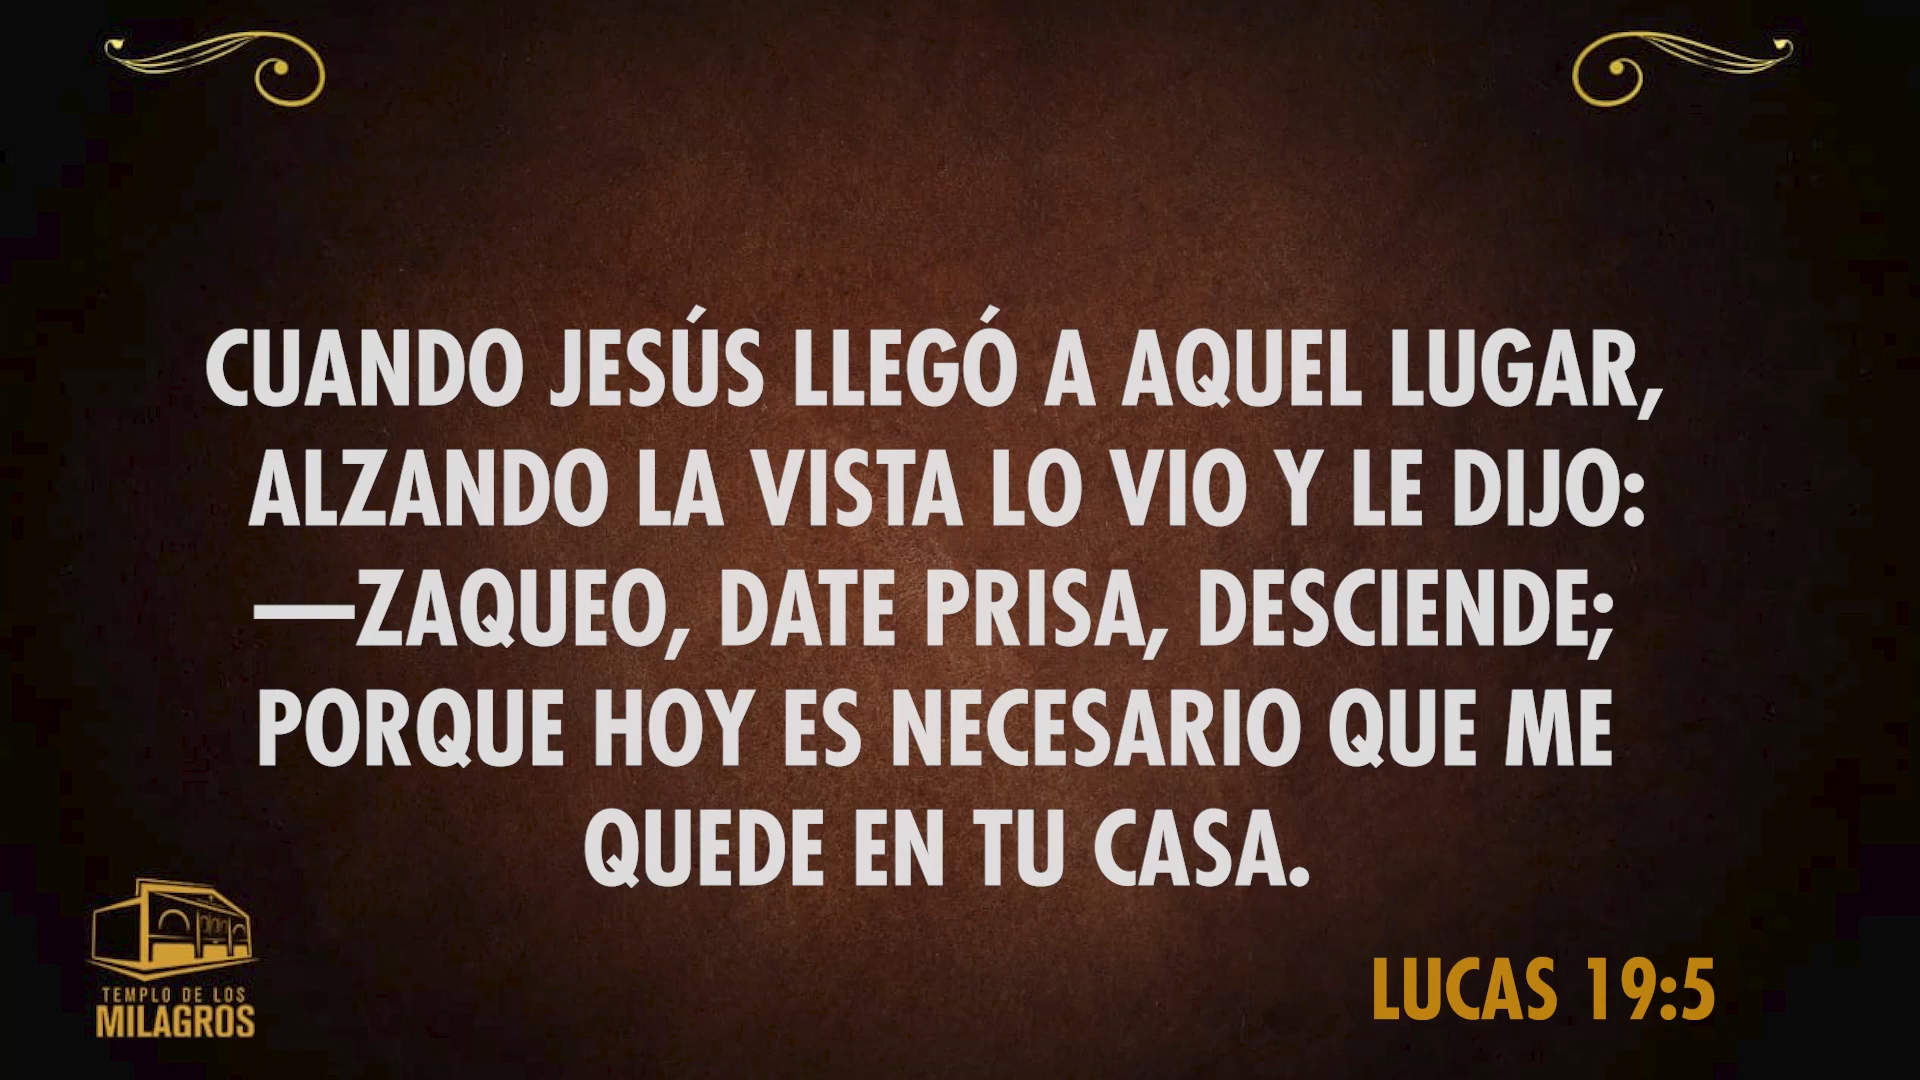 CUANDO JESÚS LLEGÓ A AQUEL LUGAR,
ALZANDO LA VISTA LO VIO Y LE DIJO:
—ZAQUEO, DATE PRISA, DESCIENDE;
PORQUE HOY ES NECESARIO QUE ME
QUEDE EN TU CASA.
LUCAS 19:5
TEMPLO DE LOS
MILAGROS